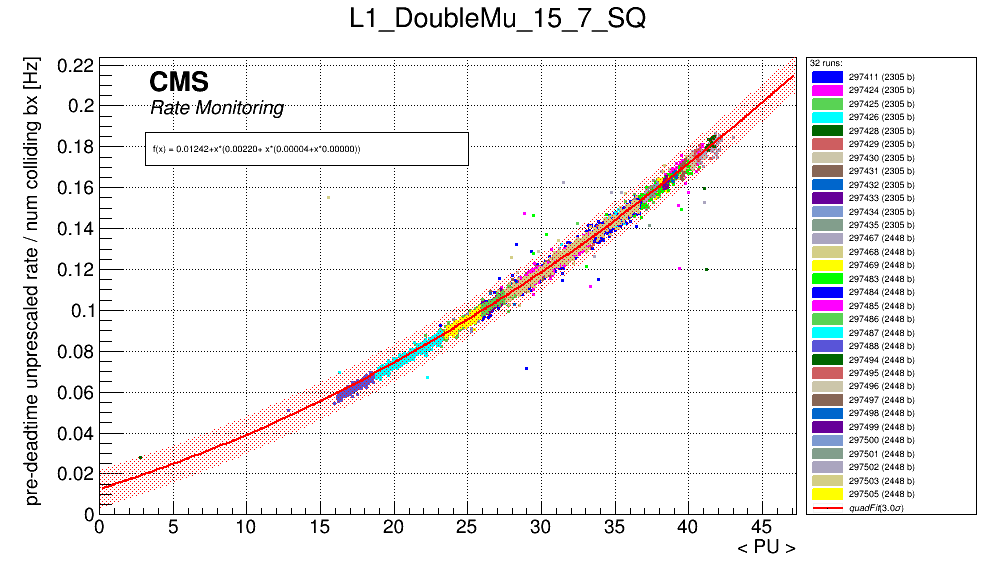 L1_DoubleMu_15_7_SQ
pre-deadtime unprescaled rate / num colliding bx [Hz]
0.22
0.2
0.18
0.16
0.14
0.12
0.1
0.08
0.06
0.04
0.02
0
CMS
Rate Monitoring
f(x) = 0.01242+x*(0.00220+ x*(0.00004+x*0.00000))
0 5 10 15 20 25 30 35 40 45
< PU >
32 runs:
297411 (2305 b)
297424 (2305 b)
297425 (2305 b)
297426 (2305 b)
297428 (2305 b)
297429 (2305 b)
297430 (2305 b)
297431 (2305 b)
297432 (2305 b)
297433 (2305 b)
297434 (2305 b)
297435 (2305 b)
297467 (2448 b)
297468 (2448 b)
297469 (2448 b)
297483 (2448 b)
297484 (2448 b)
297485 (2448 b)
297486 (2448 b)
297487 (2448 b)
297488 (2448 b)
297494 (2448 b)
297495 (2448 b)
297496 (2448 b)
297497 (2448 b)
297498 (2448 b)
297499 (2448 b)
297500 (2448 b)
297501 (2448 b)
297502 (2448 b)
297503 (2448 b)
297505 (2448 b)
quadFit(3.0σ)